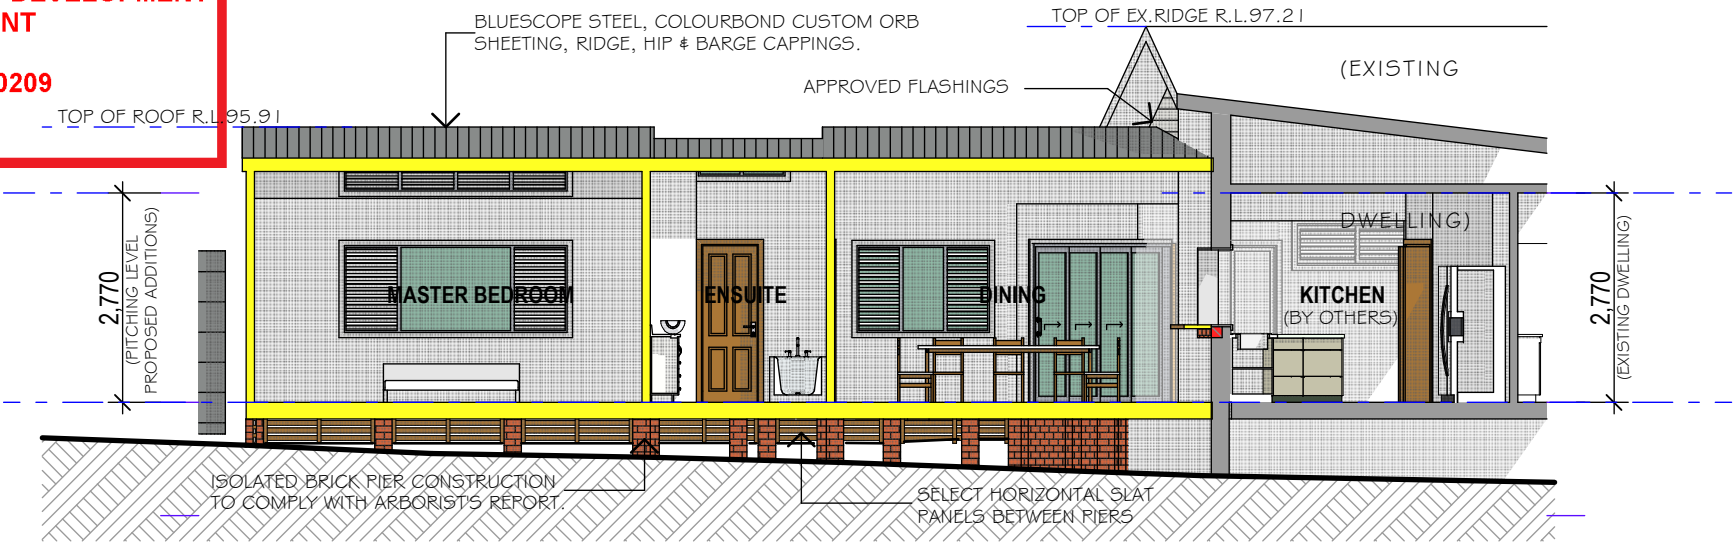 DEVELOPMENT
NT
0209
TOP OF ROOF R.L.95.91
BLUESCOPE STEEL, COLOURBOND CUSTOM ORB
SHEETING, RIDGE, HIP & BARGE CAPPINGS.
TOP OF EX.RIDGE R.L.97.21
APPROVED FLASHINGS
(EXISTING
DWELLING)
2,770
(PITCHING LEVEL
PROPOSED ADDITIONS)
MASTER BEDROOM
ENSUITE
DINING
KITCHEN
(BY OTHERS)
2,770
(EXISTING DWELLING)
ISOLATED BRICK PIER CONSTRUCTION
TO COMPLY WITH ARBORIST'S REPORT.
SELECT HORIZONTAL SLAT
PANELS BETWEEN PIERS